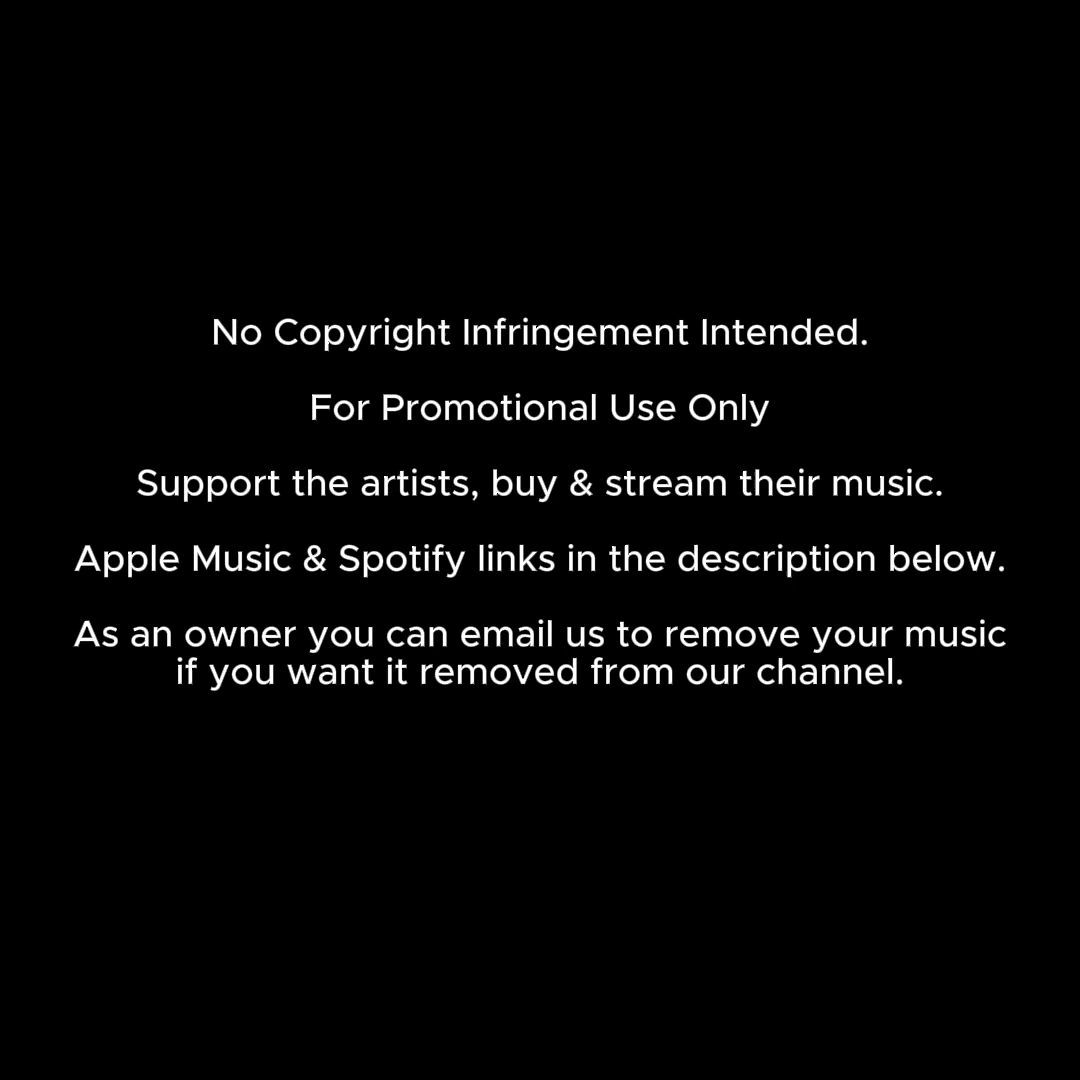 No Copyright Infringement Intended.
For Promotional Use Only
Support the artists, buy & stream their music.
Apple Music & Spotify links in the description below.
As an owner you can email us to remove your music
if you want it removed from our channel.